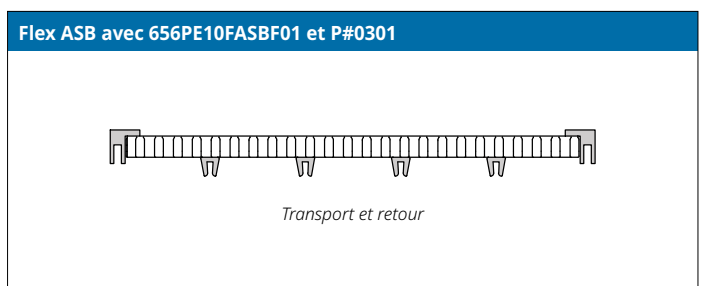 Flex ASB avec 656PE10FASBF01 et P#0301
Transport et retour